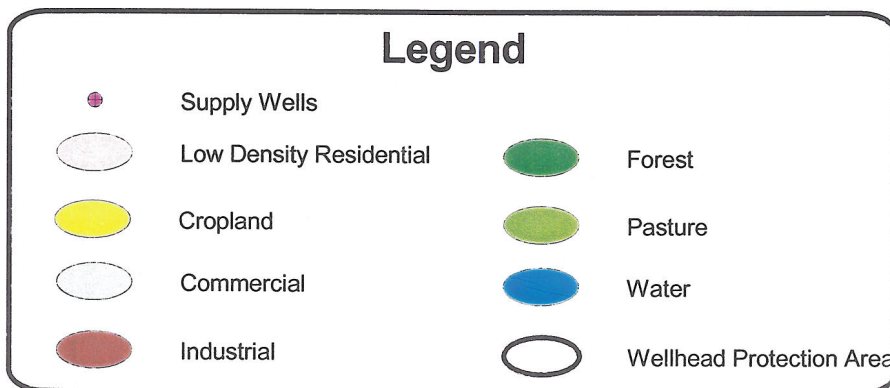 Legend
Supply Wells
Low Density Residential
Cropland
Commercial
Industrial
Forest
Pasture
Water
Wellhead Protection Area